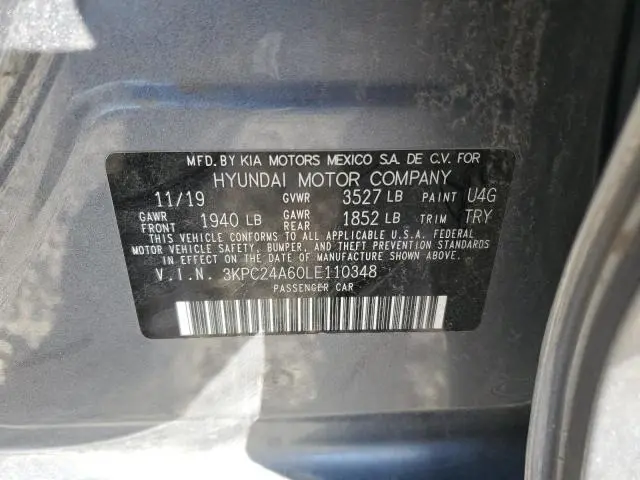 MFD. BY KIA MOTORS MEXICO S.A. DE C.V. FOR
HYUNDAI MOTOR COMPANY
11/19 GVWR 3527 LB PAINT U4G
GAWR FRONT 1940 LB GAWR REAR 1852 LB TRIM TRY
THIS VEHICLE CONFORMS TO ALL APPLICABLE U.S.A. FEDERAL
MOTOR VEHICLE SAFETY, BUMPER, AND THEFT PREVENTION STANDARDS
IN EFFECT ON THE DATE OF MANUFACTURE SHOWN ABOVE.
V.I.N. 3KPC24A60LE110348
PASSENGER CAR